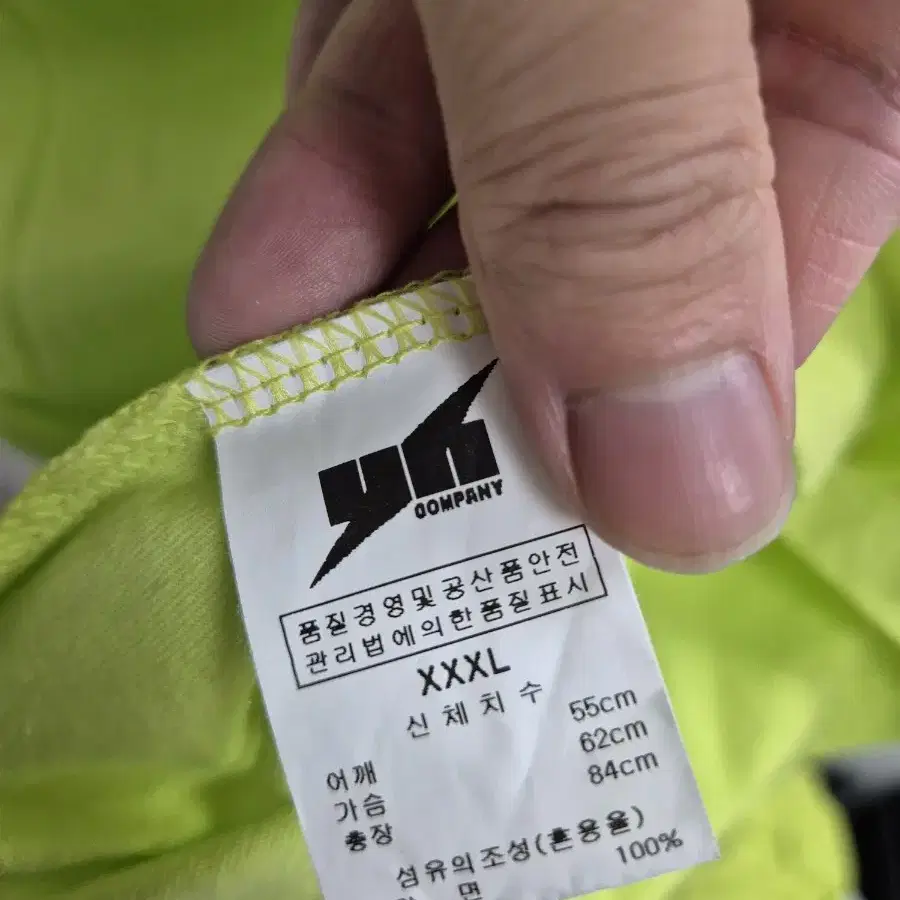 yn
COMPANY
품질경영및공산품안전
관리법에의한품질표시
XXXL
신체치수
어깨 55cm
가슴 62cm
총장 84cm
섬유의조성(혼용율)
면 100%